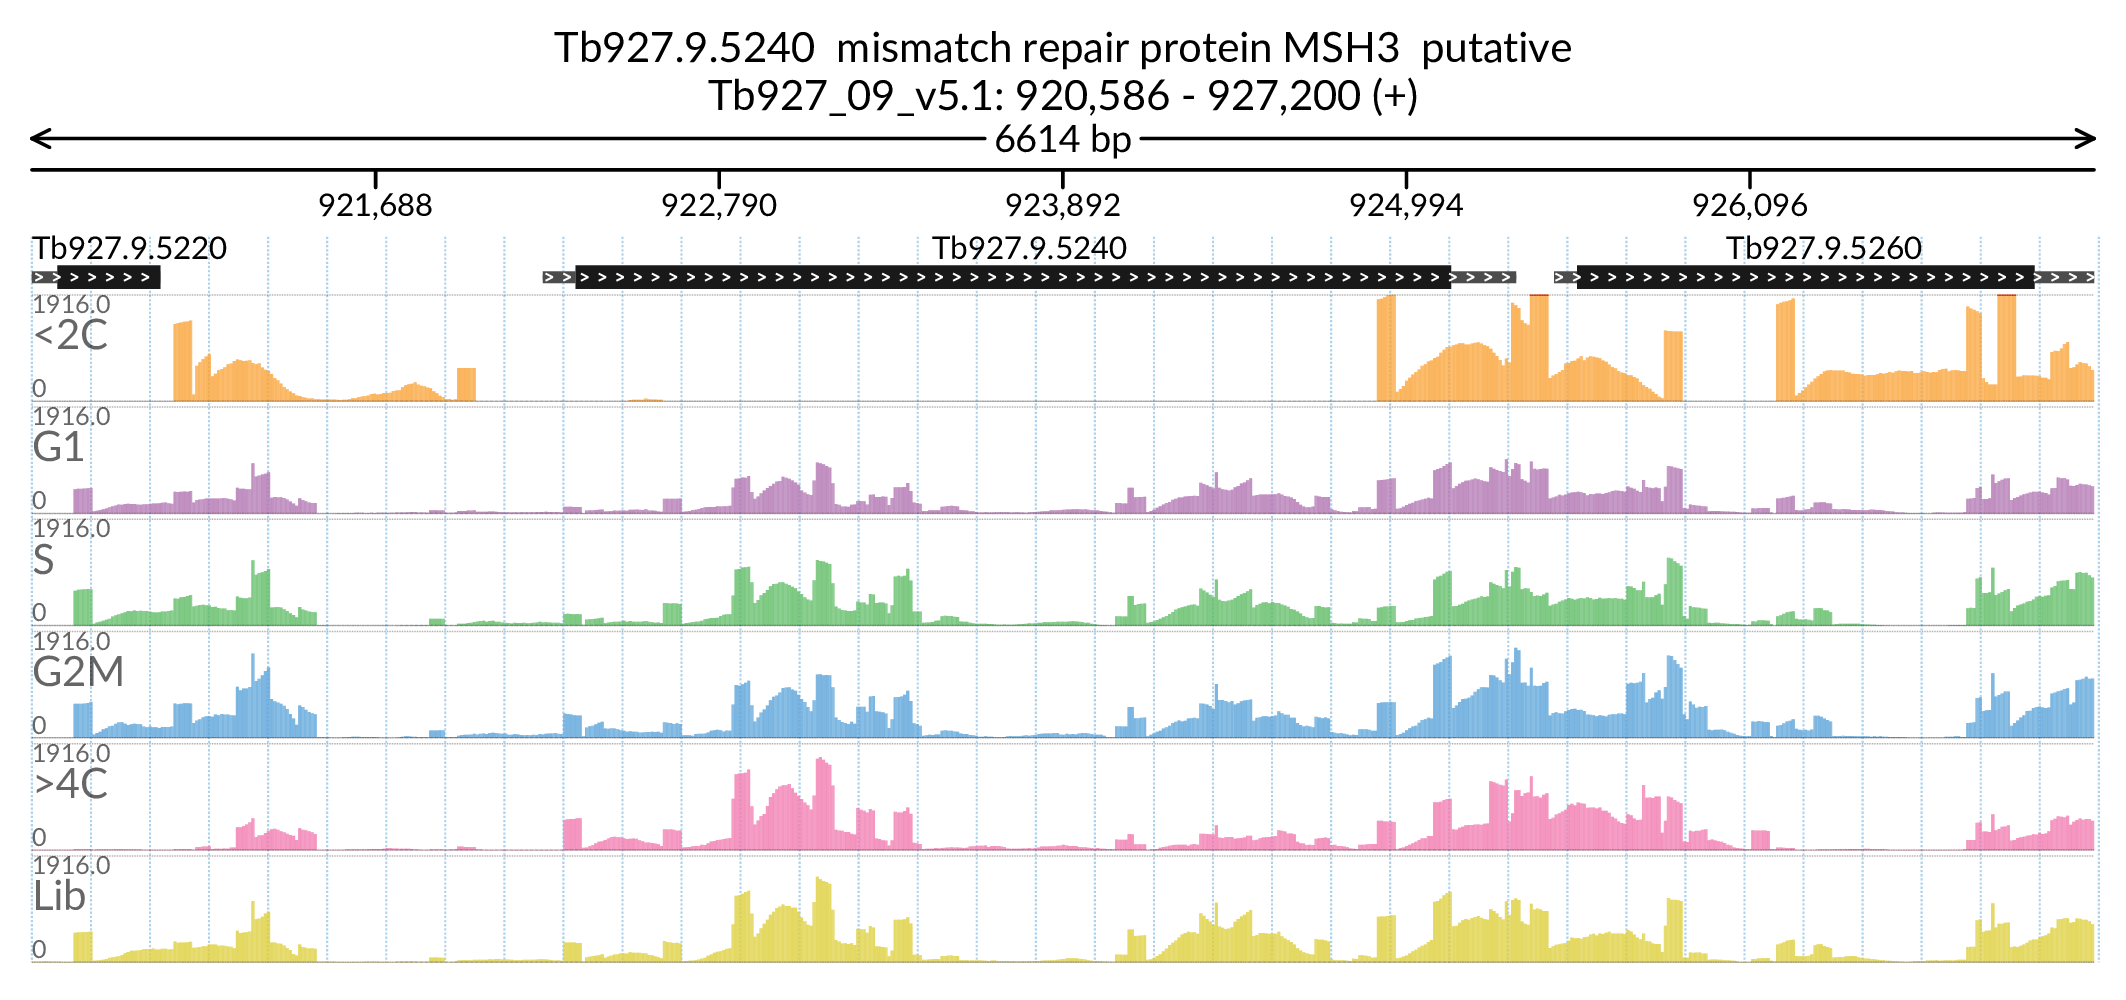 Tb927.9.5240  mismatch repair protein MSH3  putative
Tb927_09_v5.1: 920,586 - 927,200 (+)
6614 bp
921,688 922,790 923,892 924,994 926,096
Tb927.9.5220 Tb927.9.5240 Tb927.9.5260
1916.0
<2C
0
1916.0
G1
0
1916.0
S
0
1916.0
G2M
0
1916.0
>4C
0
1916.0
Lib
0